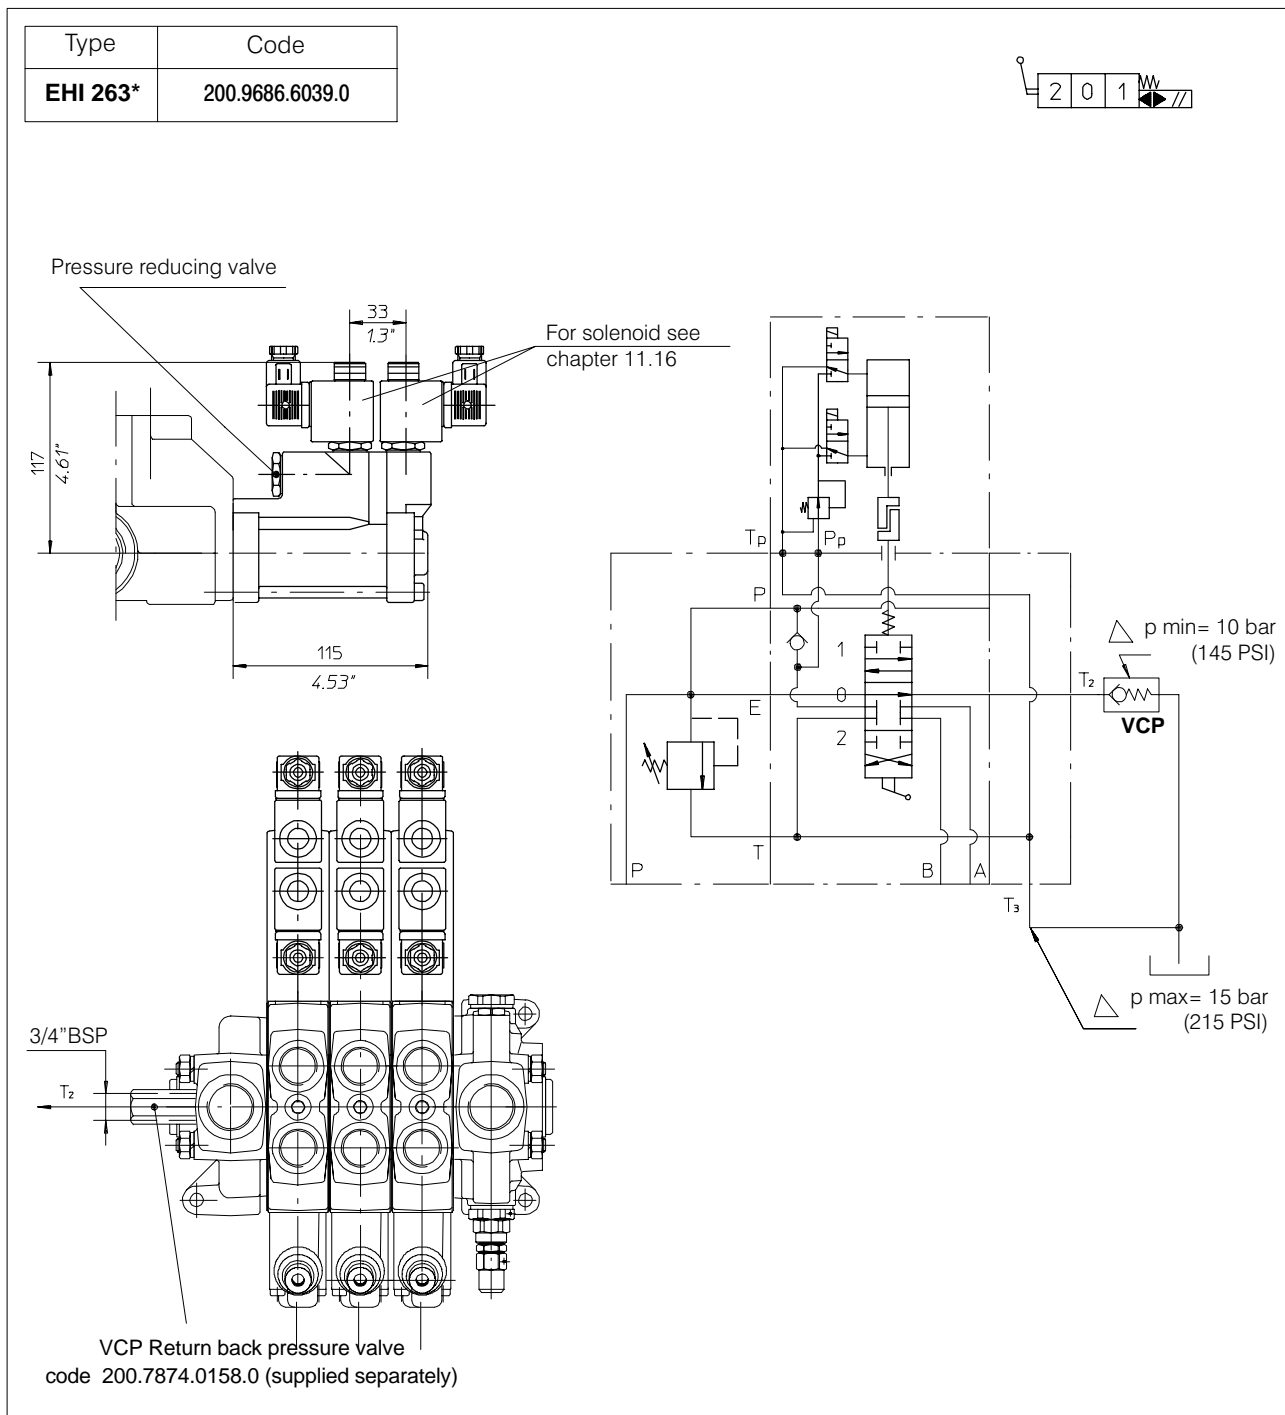 Type Code
EHI 263* 200.9686.6039.0
2 0 1
Pressure reducing valve
33
1.3"
For solenoid see
chapter 11.16
117
4.61"
115
4.53"
Tp Pp
P
1
0
2
E
T
P
B A
T₂
T₃
p min= 10 bar
(145 PSI)
VCP
p max= 15 bar
(215 PSI)
3/4”BSP
T₂
VCP Return back pressure valve
code 200.7874.0158.0 (supplied separately)